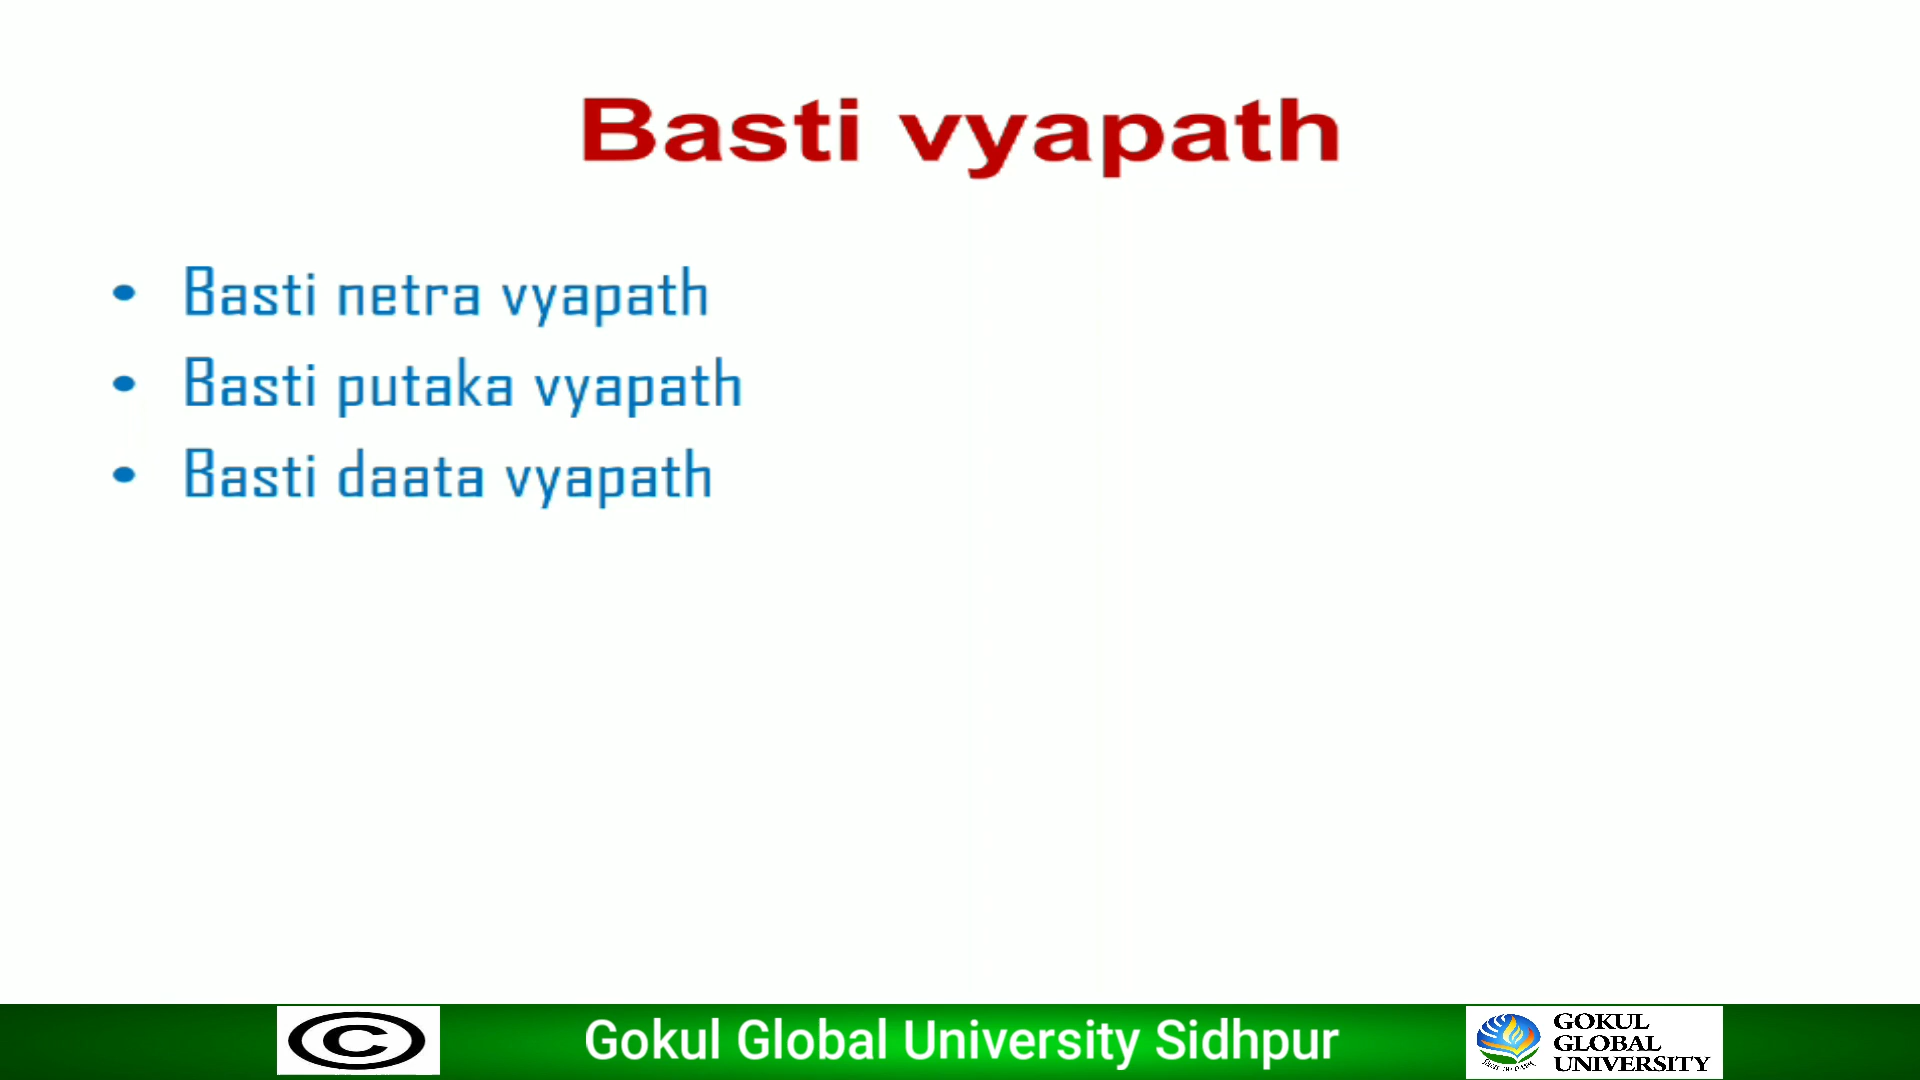 Basti vyapath
• Basti netra vyapath
• Basti putaka vyapath
• Basti daata vyapath
©
Gokul Global University Sidhpur
GOKUL
GLOBAL
UNIVERSITY